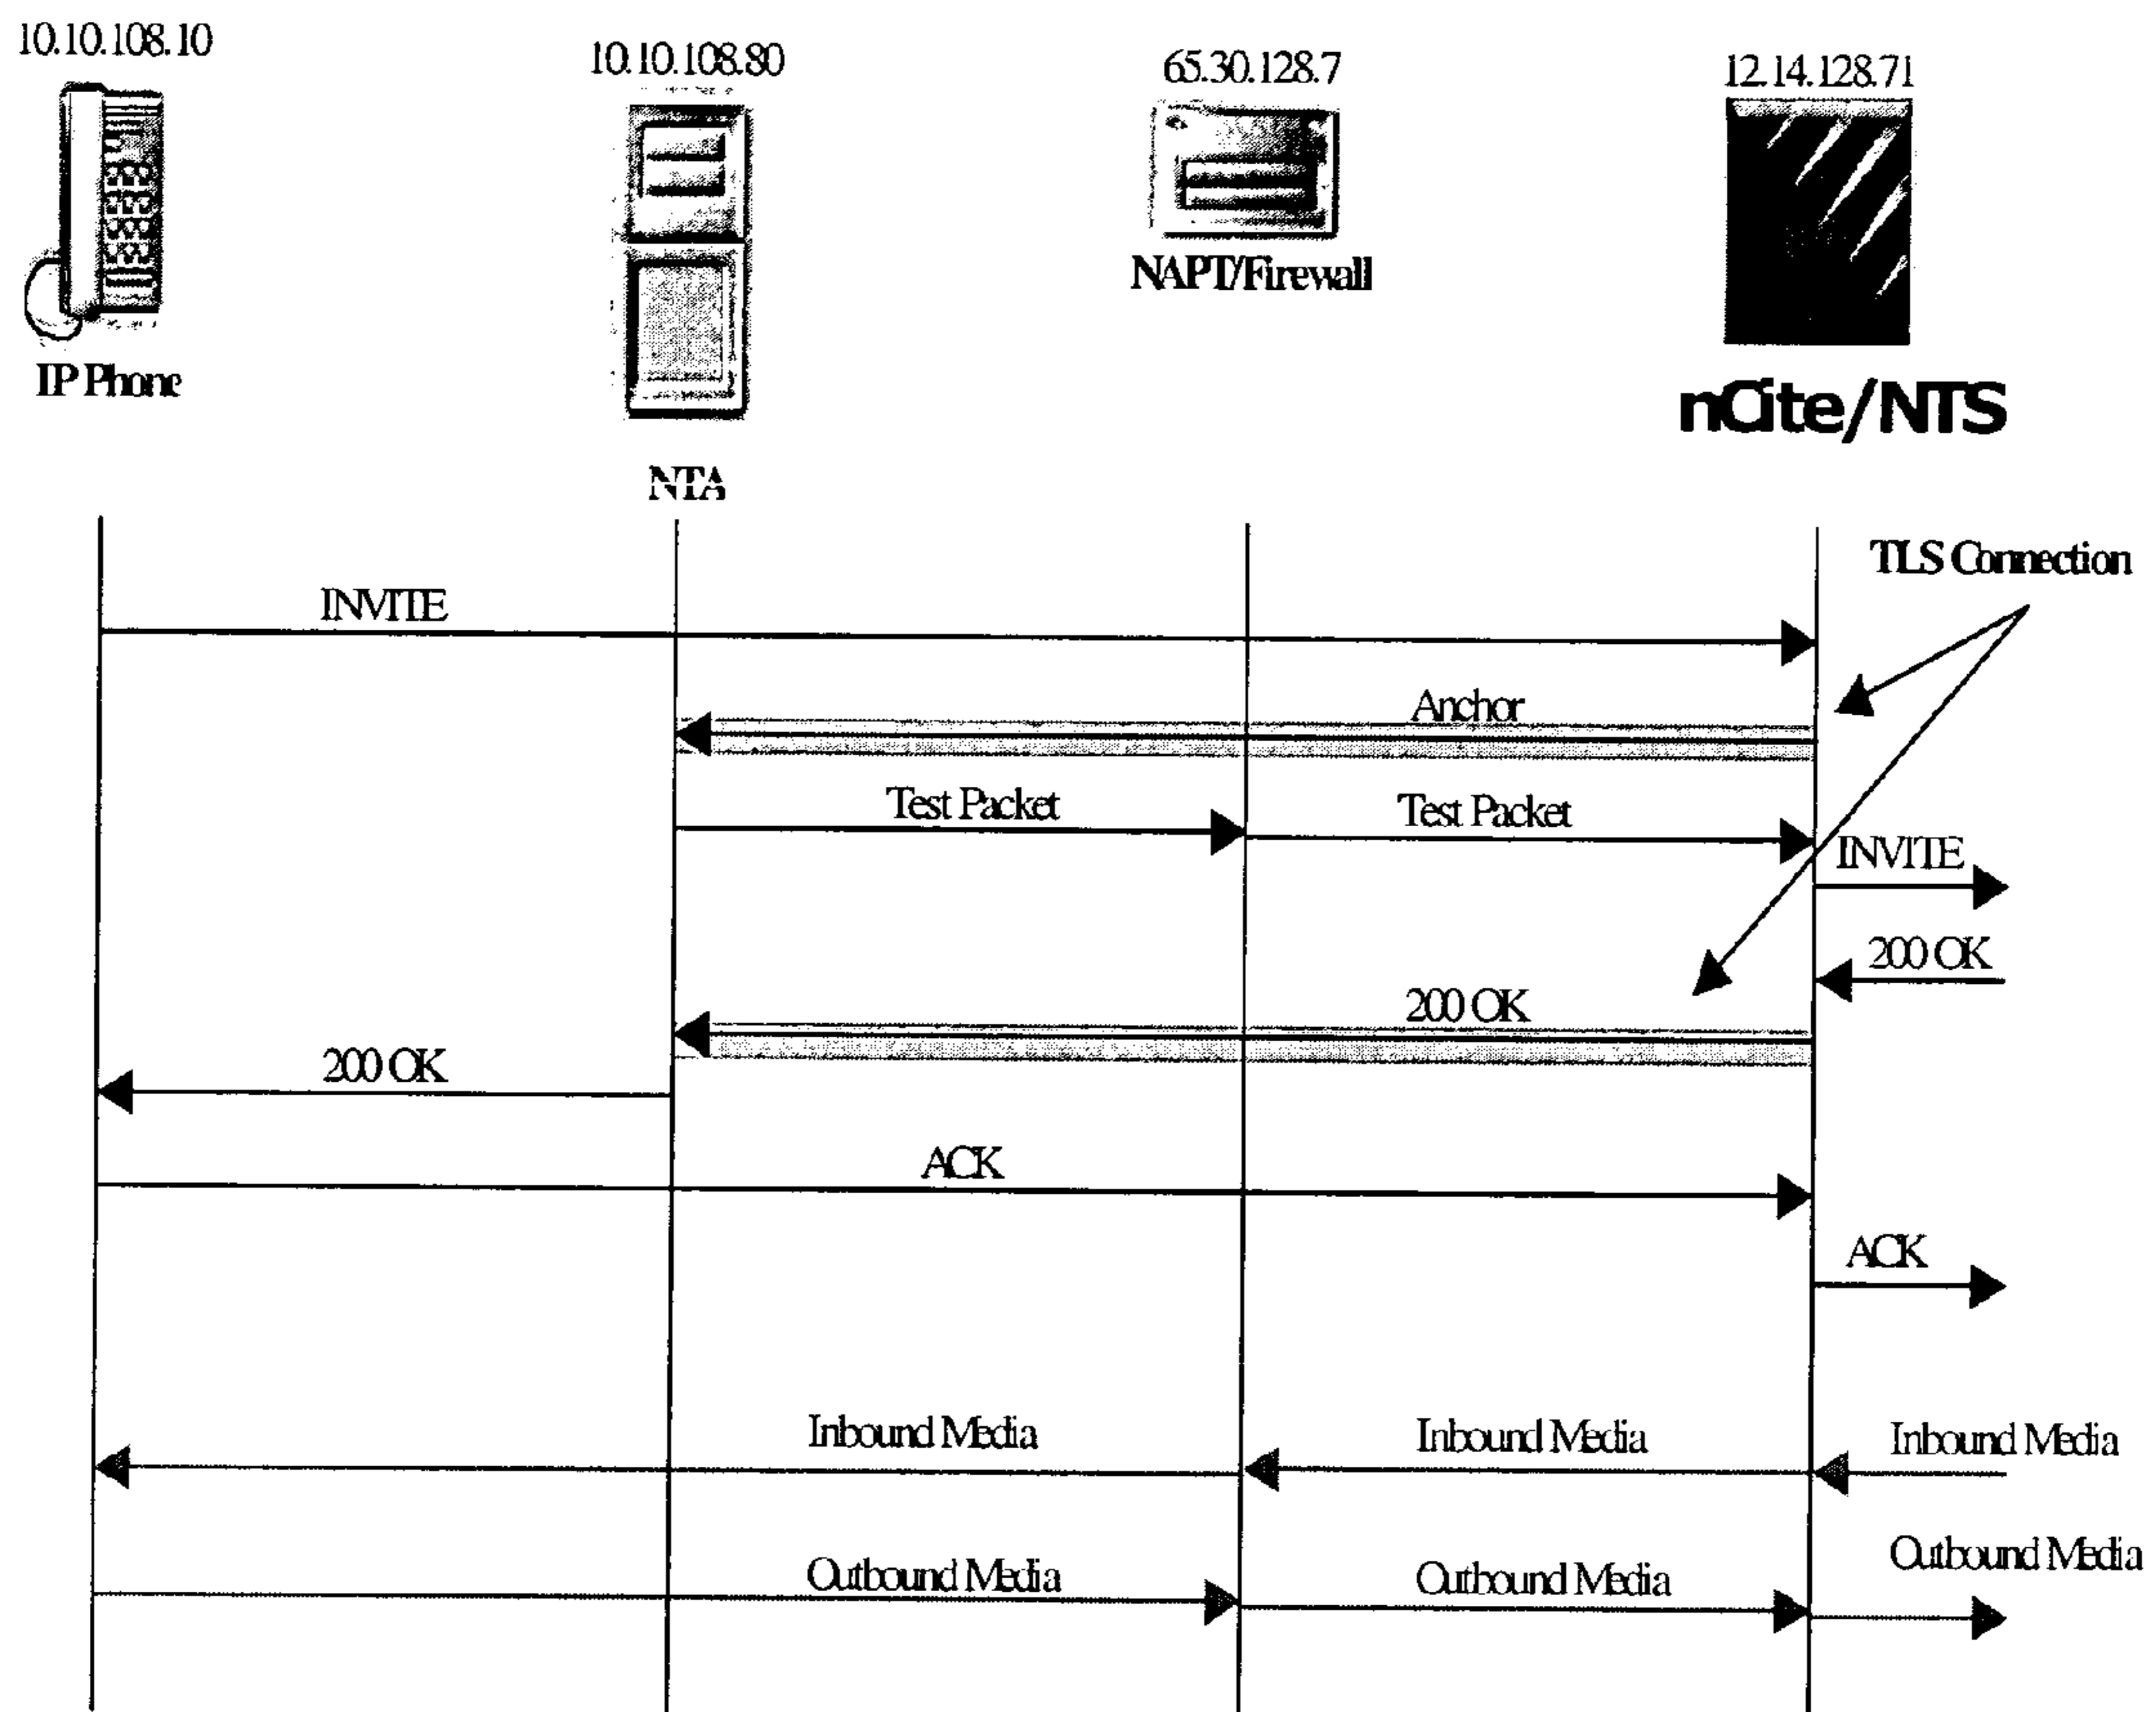 10.10.108.10
10.10.108.80
65.30.128.7
12.14.128.71
NAPT/Firewall
IP Phone
nCite/NTS
NTA
TLS Connection
INVITE
Anchor
Test Packet
Test Packet
INVITE
200 OK
200 OK
200 OK
ACK
ACK
Inbound Media
Inbound Media
Inbound Media
Outbound Media
Outbound Media
Outbound Media